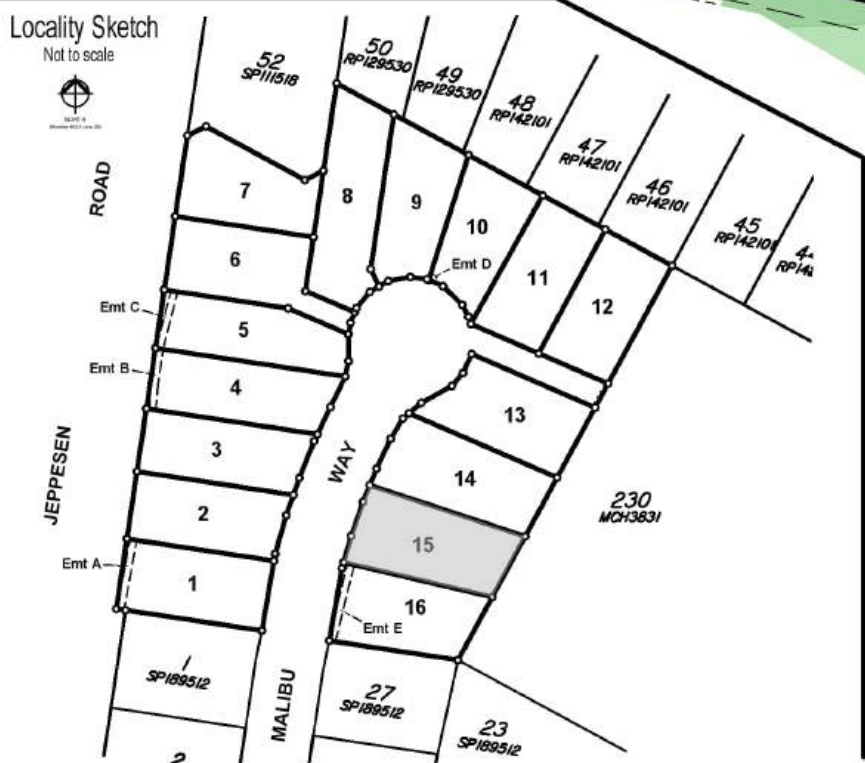 Locality Sketch
Not to scale
52
SP111518
50
RP129530
49
RP129530
48
RP142101
47
RP142101
46
RP142101
45
RP142101
ROAD
7
8
9
10
11
12
6
Emt D
Emt C
5
Emt B
4
13
3
WAY
14
JEPPESEN
2
230
MCH3831
15
Emt A
1
16
Emt E
1
SP189512
27
SP189512
MALIBU
23
SP189512
2